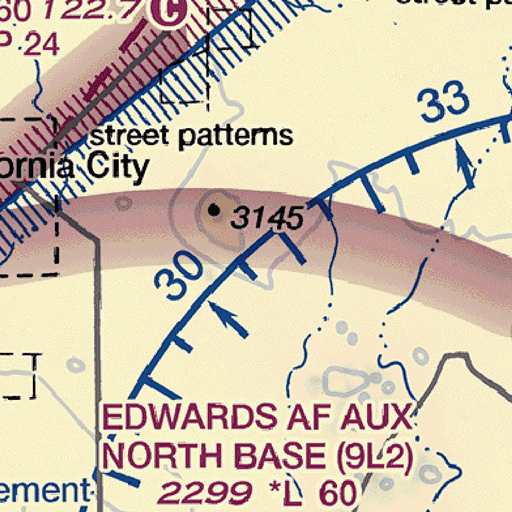 60 122.7 C
P 24
street patterns
ornia City
33
3145
30
EDWARDS AF AUX
NORTH BASE (9L2)
2299 *L 60
ement